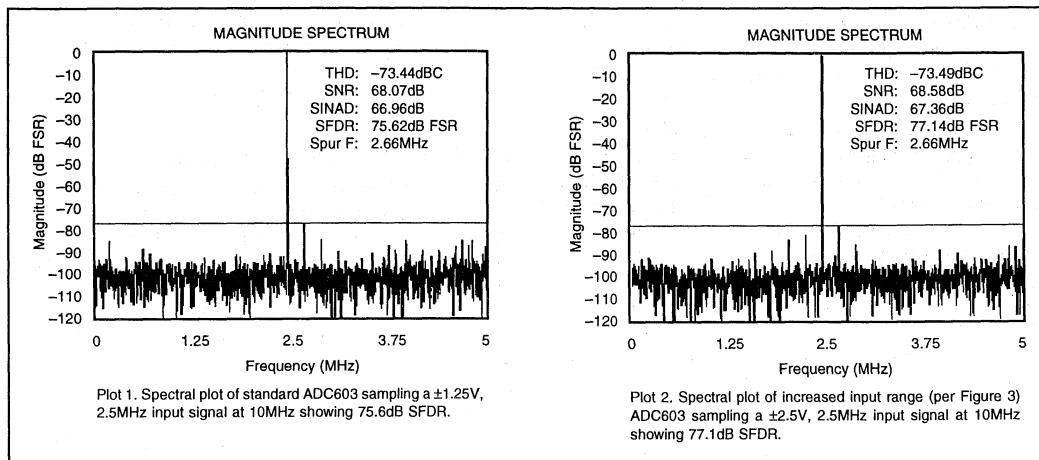 MAGNITUDE SPECTRUM
Magnitude (dB FSR)
0
–10
–20
–30
–40
–50
–60
–70
–80
–90
–100
–110
–120
THD: –73.44dBC
SNR: 68.07dB
SINAD: 66.96dB
SFDR: 75.62dB FSR
Spur F: 2.66MHz
0 1.25 2.5 3.75 5
Frequency (MHz)
Plot 1. Spectral plot of standard ADC603 sampling a ±1.25V,
2.5MHz input signal at 10MHz showing 75.6dB SFDR.
MAGNITUDE SPECTRUM
Magnitude (dB FSR)
0
–10
–20
–30
–40
–50
–60
–70
–80
–90
–100
–110
–120
THD: –73.49dBC
SNR: 68.58dB
SINAD: 67.36dB
SFDR: 77.14dB FSR
Spur F: 2.66MHz
0 1.25 2.5 3.75 5
Frequency (MHz)
Plot 2. Spectral plot of increased input range (per Figure 3)
ADC603 sampling a ±2.5V, 2.5MHz input signal at 10MHz
showing 77.1dB SFDR.